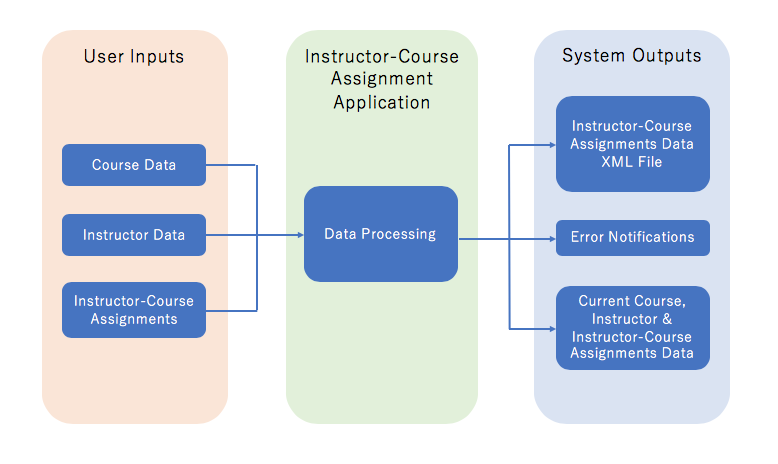 User Inputs
Course Data
Instructor Data
Instructor-Course
Assignments
Instructor-Course
Assignment
Application
Data Processing
System Outputs
Instructor-Course
Assignments Data
XML File
Error Notifications
Current Course,
Instructor &
Instructor-Course
Assignments Data